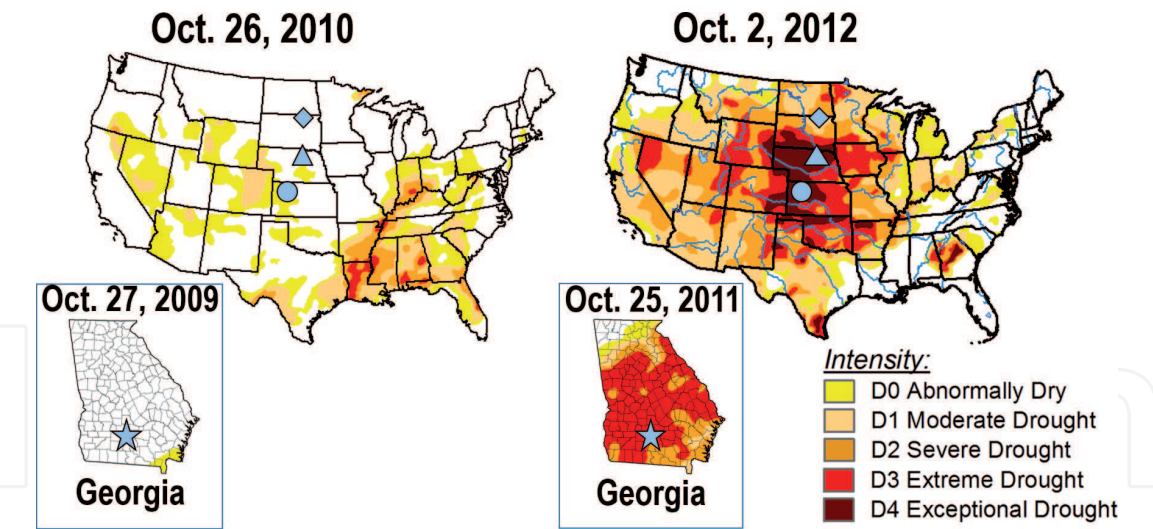 Oct. 26, 2010
Oct. 2, 2012
Oct. 27, 2009
Georgia
Oct. 25, 2011
Georgia
Intensity:
D0 Abnormally Dry
D1 Moderate Drought
D2 Severe Drought
D3 Extreme Drought
D4 Exceptional Drought